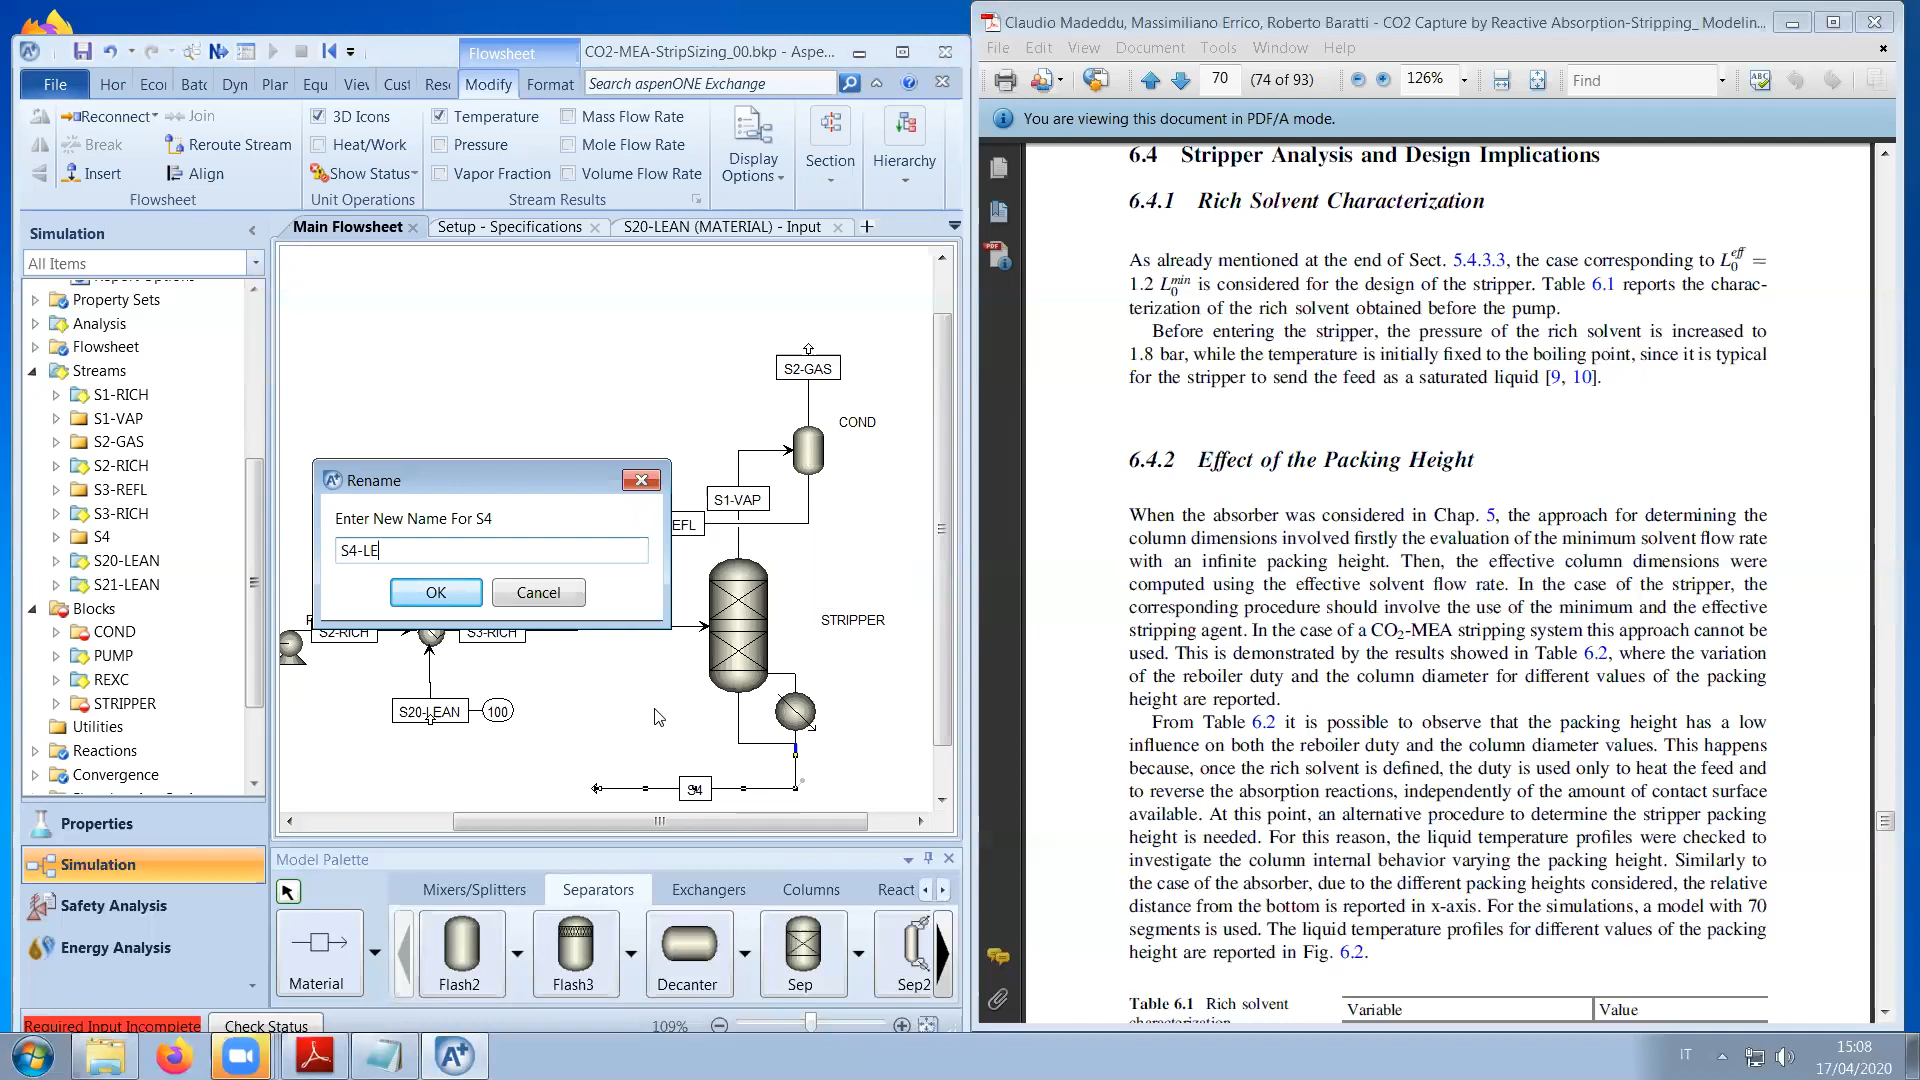 Flowsheet
CO2-MEA-StripSizing_00.bkp - Aspe...
File
Hor
Ecoi
Batc
Dyn
Plar
Equ
Viev
Cust
Resc
Modify
Format
Search aspenONE Exchange
Reconnect
Join
Break
Reroute Stream
Insert
Align
Flowsheet
3D Icons
Heat/Work
Show Status
Unit Operations
Temperature
Mass Flow Rate
Pressure
Mole Flow Rate
Vapor Fraction
Volume Flow Rate
Stream Results
Display
Options
Section
Hierarchy
Simulation
All Items
Main Flowsheet
Setup - Specifications
S20-LEAN (MATERIAL) - Input
Property Sets
Analysis
Flowsheet
Streams
S1-RICH
S1-VAP
S2-GAS
S2-RICH
S3-REFL
S3-RICH
S4
S20-LEAN
S21-LEAN
Blocks
COND
PUMP
REXC
STRIPPER
Utilities
Reactions
Convergence
Properties
Simulation
Safety Analysis
Energy Analysis
Required Input Incomplete
Check Status
109%
S2-GAS
COND
S1-VAP
EFL
STRIPPER
S2-RICH
S3-RICH
S20-LEAN
100
S4
Rename
Enter New Name For S4
S4-LE
OK
Cancel
Model Palette
Mixers/Splitters
Separators
Exchangers
Columns
React
Material
Flash2
Flash3
Decanter
Sep
Sep2
Claudio Madeddu, Massimiliano Errico, Roberto Baratti - CO2 Capture by Reactive Absorption-Stripping_ Modelin...
File Edit View Document Tools Window Help
70 (74 of 93)
126%
Find
You are viewing this document in PDF/A mode.
6.4 Stripper Analysis and Design Implications
6.4.1 Rich Solvent Characterization
As already mentioned at the end of Sect. 5.4.3.3, the case corresponding to L₀^eff =
1.2 L₀^min is considered for the design of the stripper. Table 6.1 reports the charac-
terization of the rich solvent obtained before the pump.
Before entering the stripper, the pressure of the rich solvent is increased to
1.8 bar, while the temperature is initially fixed to the boiling point, since it is typical
for the stripper to send the feed as a saturated liquid [9, 10].
6.4.2 Effect of the Packing Height
When the absorber was considered in Chap. 5, the approach for determining the
column dimensions involved firstly the evaluation of the minimum solvent flow rate
with an infinite packing height. Then, the effective column dimensions were
computed using the effective solvent flow rate. In the case of the stripper, the
corresponding procedure should involve the use of the minimum and the effective
stripping agent. In the case of a CO₂-MEA stripping system this approach cannot be
used. This is demonstrated by the results showed in Table 6.2, where the variation
of the reboiler duty and the column diameter for different values of the packing
height are reported.
From Table 6.2 it is possible to observe that the packing height has a low
influence on both the reboiler duty and the column diameter values. This happens
because, once the rich solvent is defined, the duty is used only to heat the feed and
to reverse the absorption reactions, independently of the amount of contact surface
available. At this point, an alternative procedure to determine the stripper packing
height is needed. For this reason, the liquid temperature profiles were checked to
investigate the column internal behavior varying the packing height. Similarly to
the case of the absorber, due to the different packing heights considered, the relative
distance from the bottom is reported in x-axis. For the simulations, a model with 70
segments is used. The liquid temperature profiles for different values of the packing
height are reported in Fig. 6.2.
Table 6.1 Rich solvent
Variable
Value
IT
15:08
17/04/2020